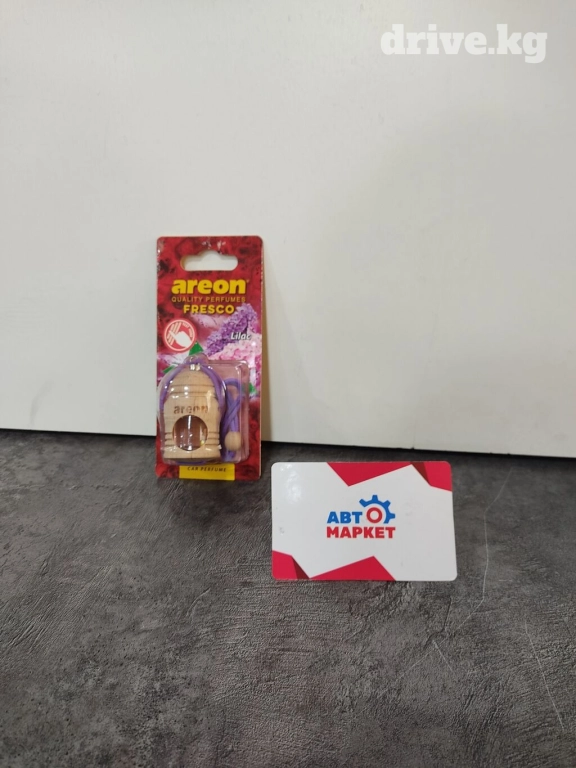 drive.kg
areon
QUALITY PERFUMES
FRESCO
Lilac
areon
CAR PERFUME
АВТО
МАРКЕТ